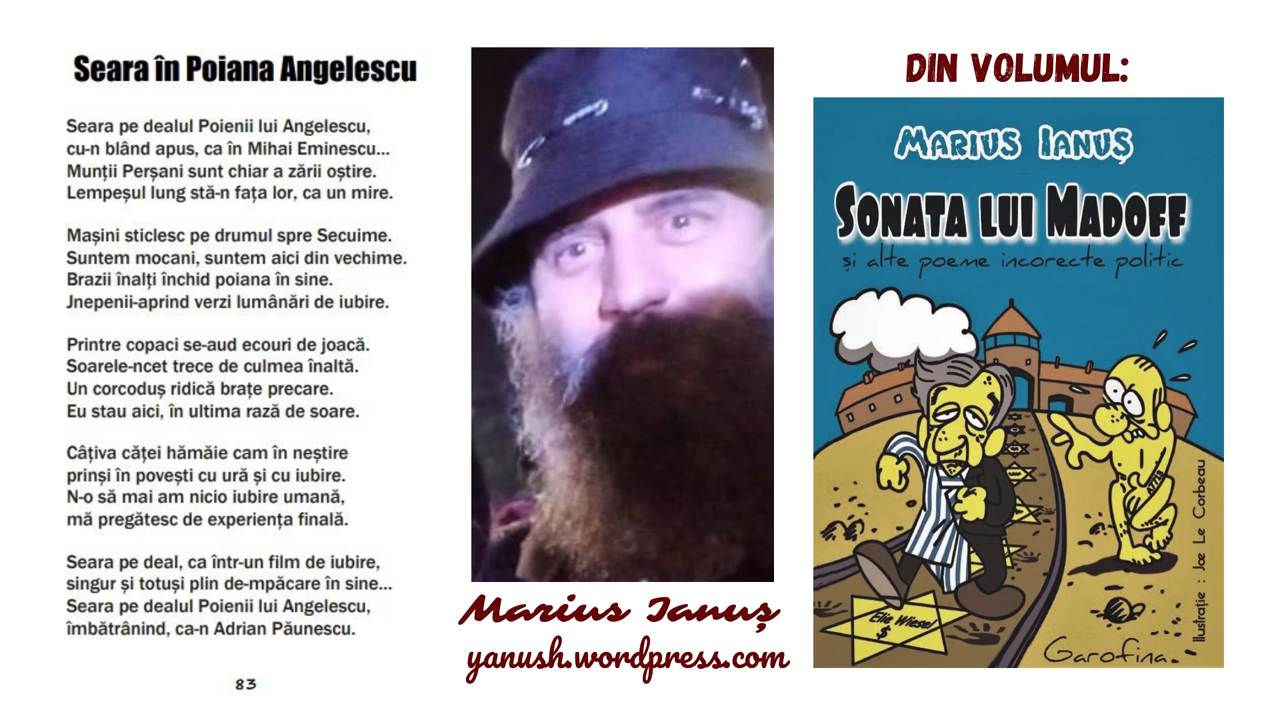 Seara în Poiana Angelescu
Seara pe dealul Poienii lui Angelescu,
cu-n blând apus, ca în Mihai Eminescu...
Munții Perșani sunt chiar a zării oștire.
Lempeșul lung stă-n fața lor, ca un mire.
Mașini sticlesc pe drumul spre Secuime.
Suntem mocani, suntem aici din vechime.
Brazii înalți închid poiana în sine.
Jnepenii-aprind verzi lumânări de iubire.
Printre copaci se-aud ecouri de joacă.
Soarele-ncet trece de culmea înaltă.
Un corcoduș ridică brațe precare.
Eu stau aici, în ultima rază de soare.
Câțiva căței hămăie cam în neștire
prinși în povești cu ură și cu iubire.
N-o să mai am nicio iubire umană,
mă pregătesc de experiența finală.
Seara pe deal, ca într-un film de iubire,
singur și totuși plin de-mpăcare în sine...
Seara pe dealul Poienii lui Angelescu,
îmbătrânind, ca-n Adrian Păunescu.
83
Marius Ianuș
yanush.wordpress.com
DIN VOLUMUL:
MARIUS IANUȘ
SONATA LUI MADOFF
și alte poeme incorecte politic
Elie Wiesel
$
Ilustrație : Joe Le Corbeau
Garofina